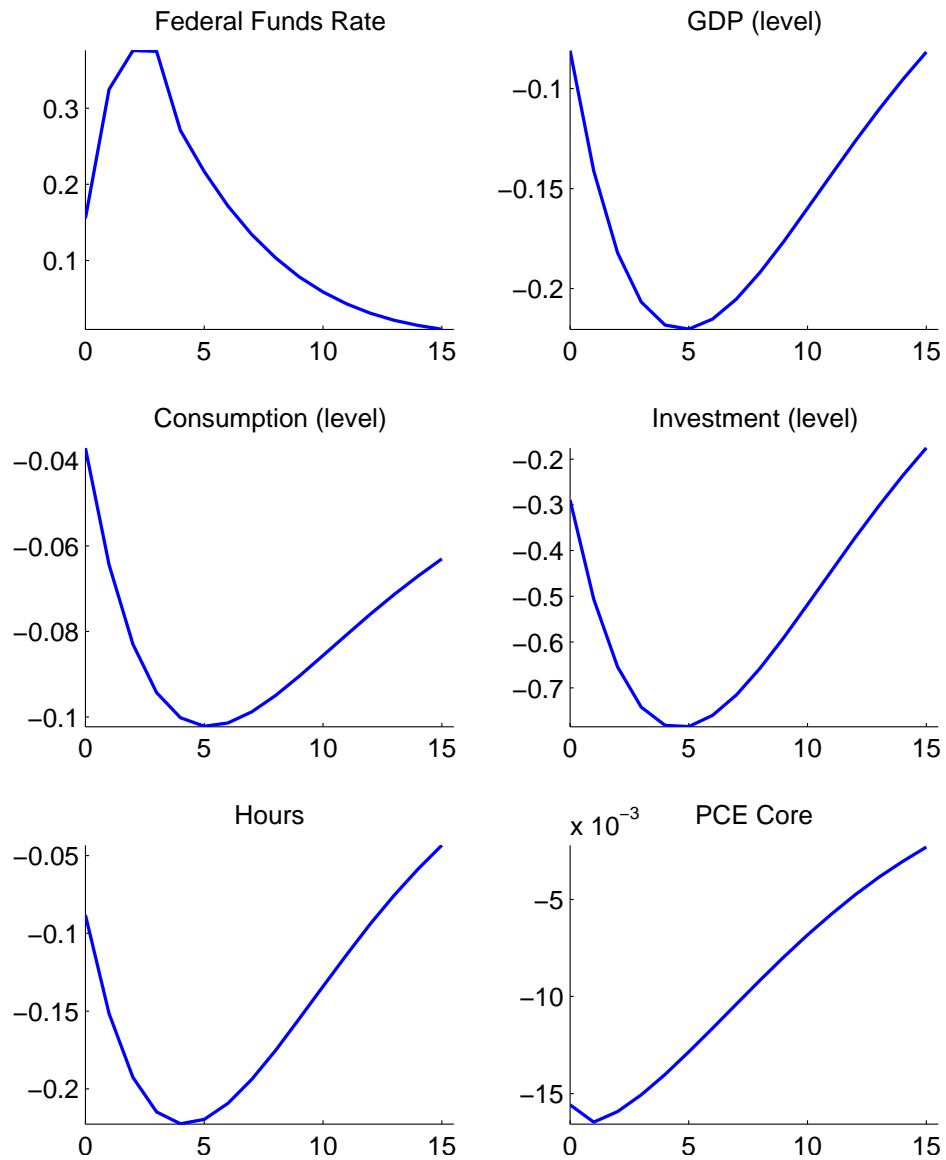 Federal Funds Rate
0.3
0.2
0.1
0 5 10 15
GDP (level)
−0.1
−0.15
−0.2
0 5 10 15
Consumption (level)
−0.04
−0.06
−0.08
−0.1
0 5 10 15
Investment (level)
−0.2
−0.3
−0.4
−0.5
−0.6
−0.7
0 5 10 15
Hours
−0.05
−0.1
−0.15
−0.2
0 5 10 15
PCE Core
x 10⁻³
−5
−10
−15
0 5 10 15